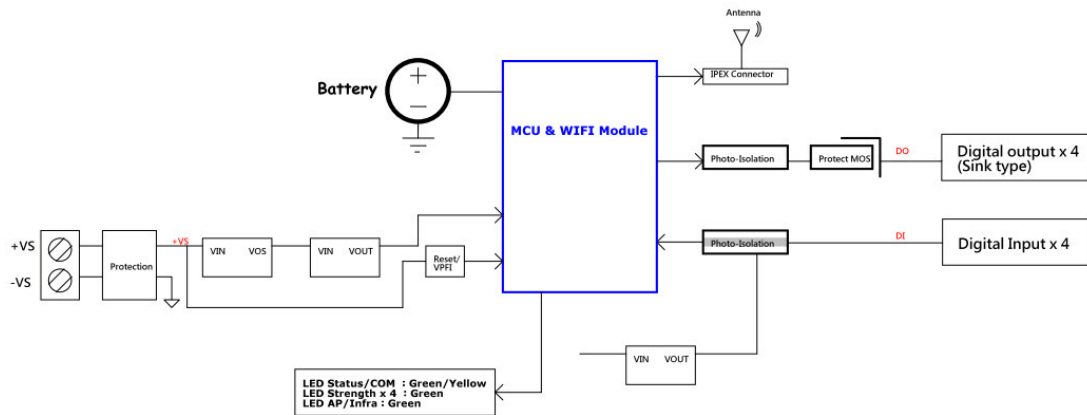 Antenna
IPEX Connector
Battery
+
−
MCU & WIFI Module
Photo-Isolation
Protect MOS
DO
Digital output x 4
(Sink type)
+VS
-VS
Protection
+VS
VIN VOS
VIN VOUT
Reset/
VPFI
Photo-Isolation
DI
Digital Input x 4
VIN VOUT
LED Status/COM : Green/Yellow
LED Strength x 4 : Green
LED AP/Infra : Green